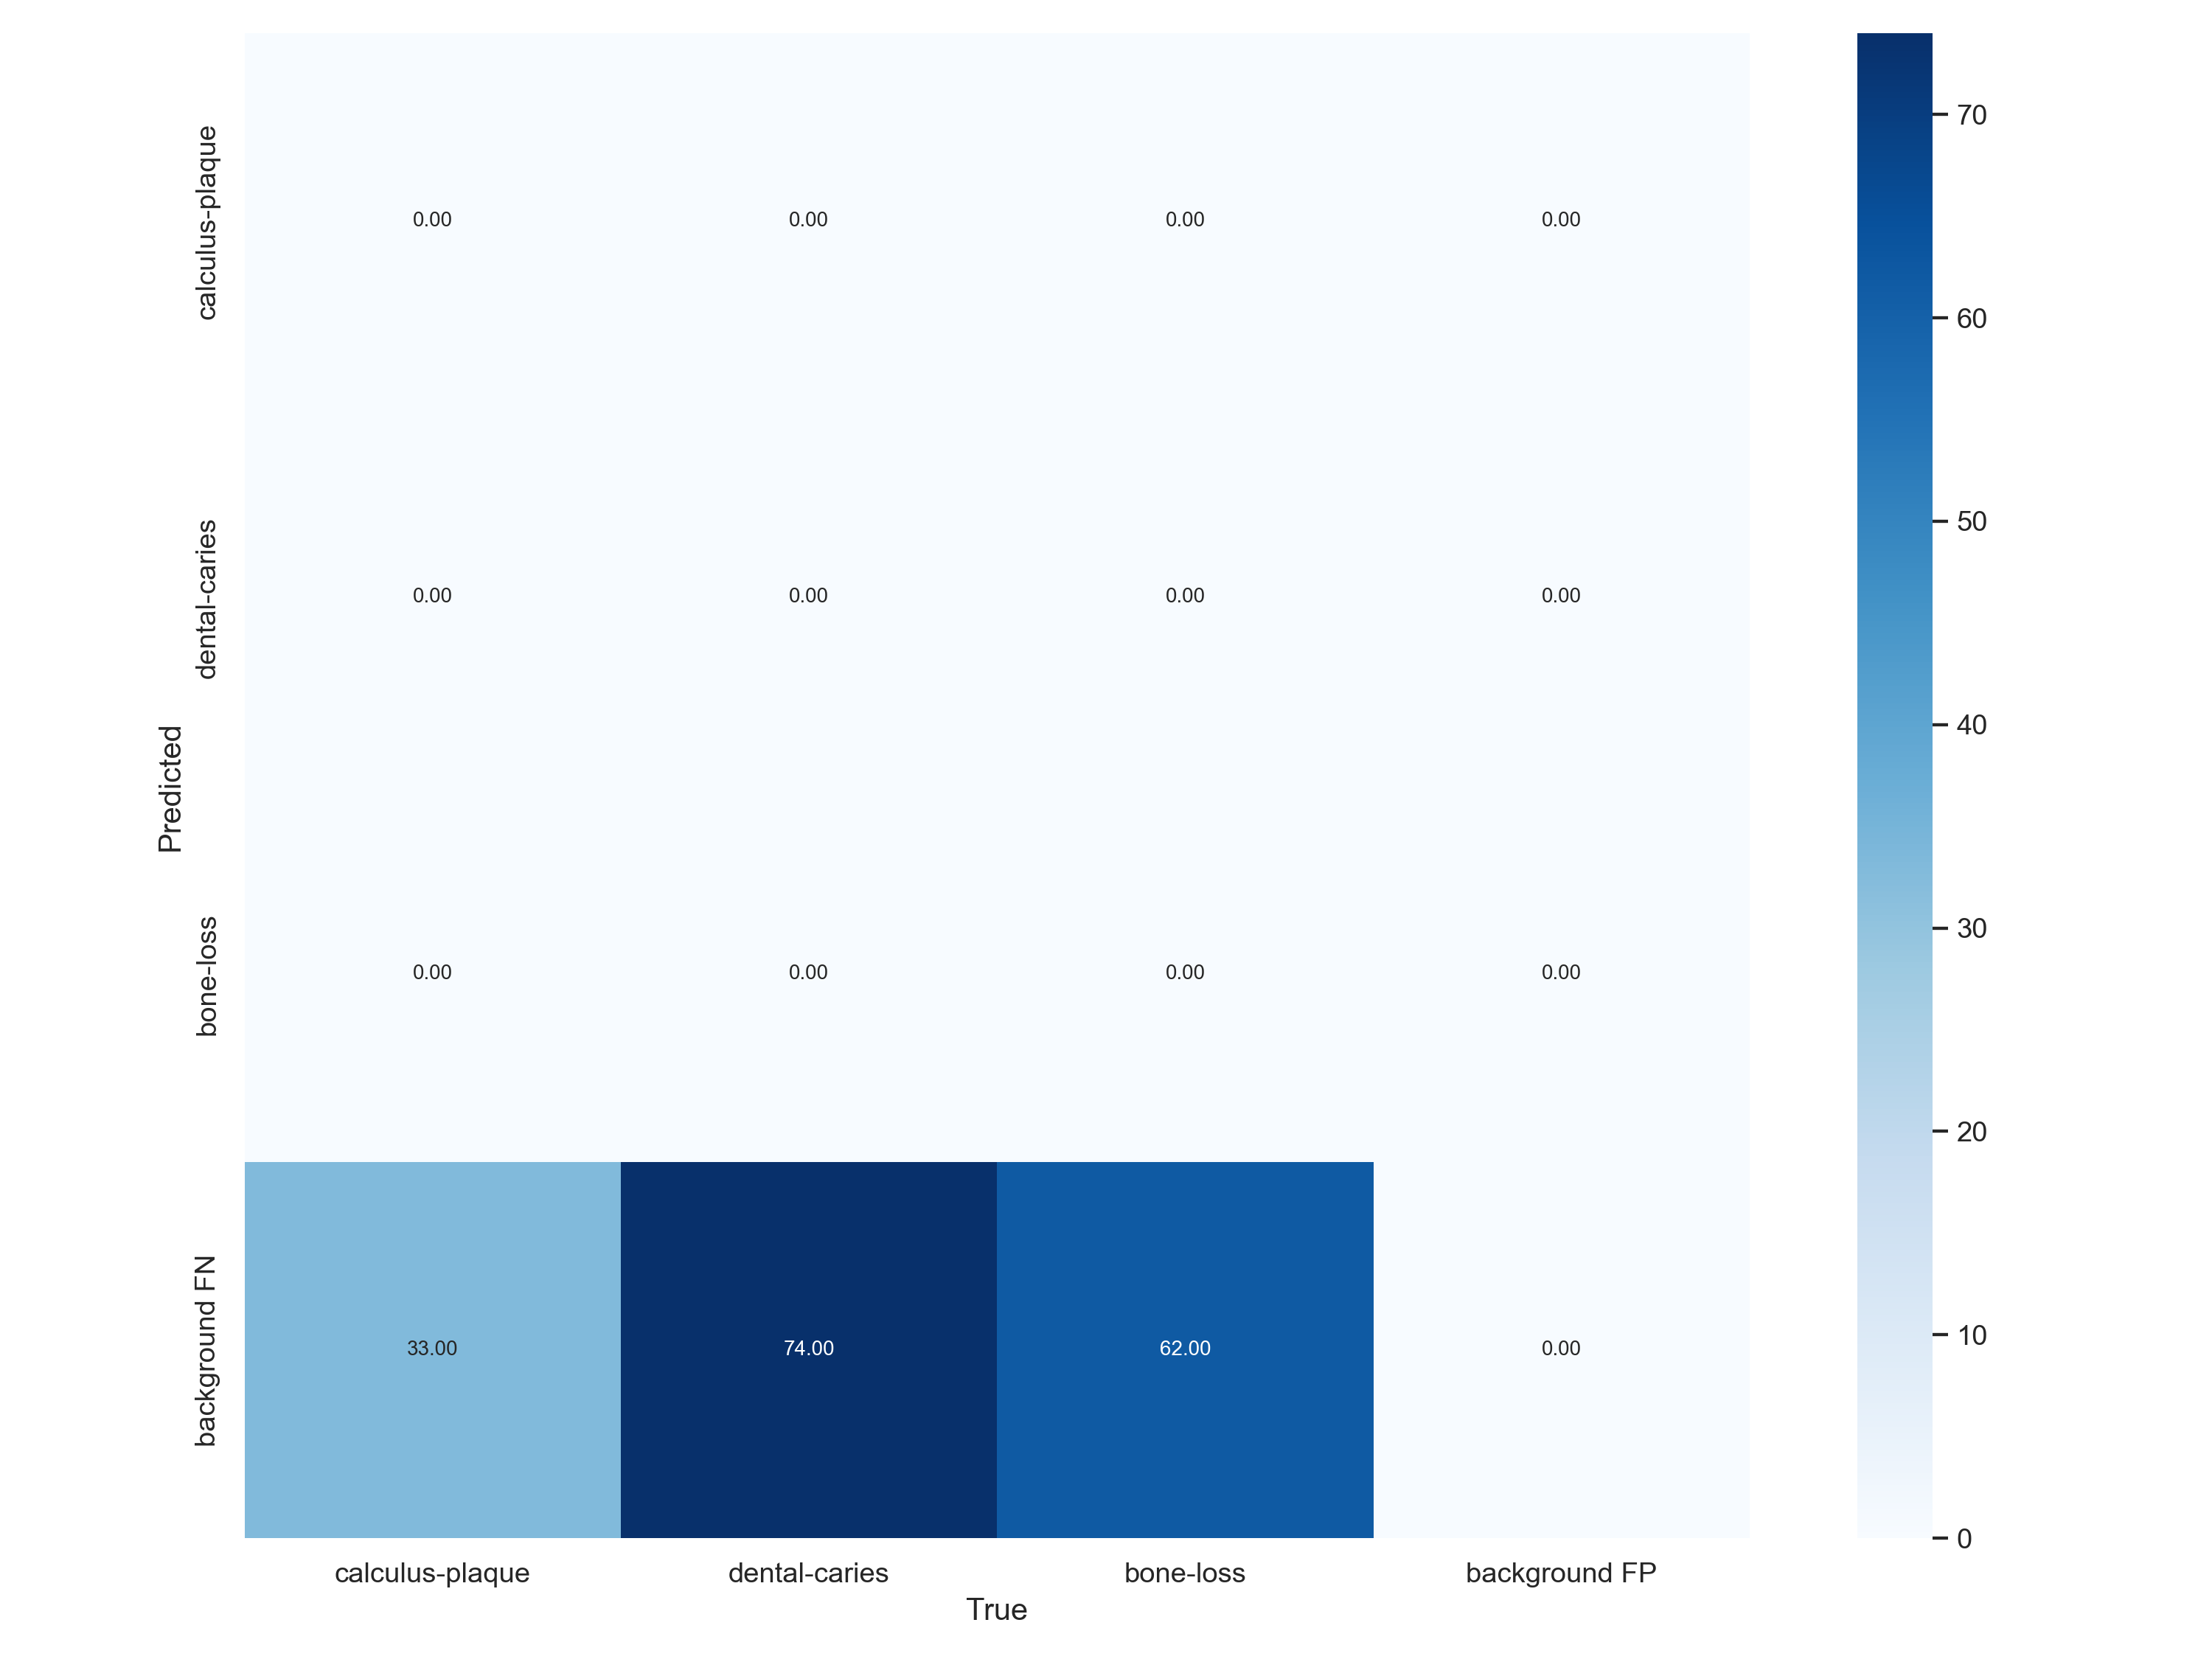 calculus-plaque
0.00 0.00 0.00 0.00
dental-caries
0.00 0.00 0.00 0.00
Predicted
bone-loss
0.00 0.00 0.00 0.00
background FN
33.00 74.00 62.00 0.00
calculus-plaque dental-caries bone-loss background FP
True
70
60
50
40
30
20
10
0